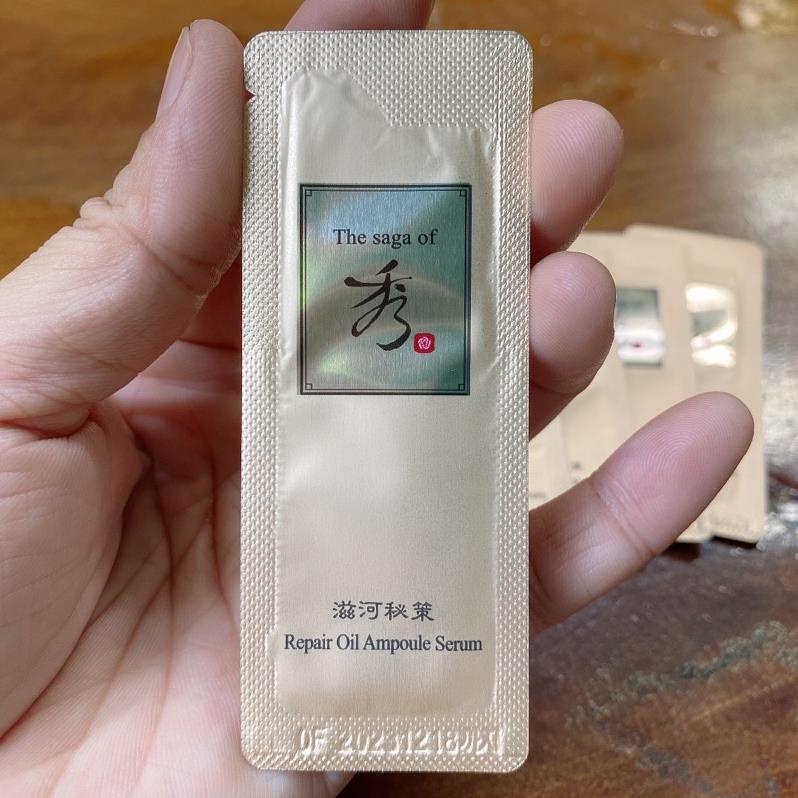 The saga of
秀
滋河秘策
Repair Oil Ampoule Serum